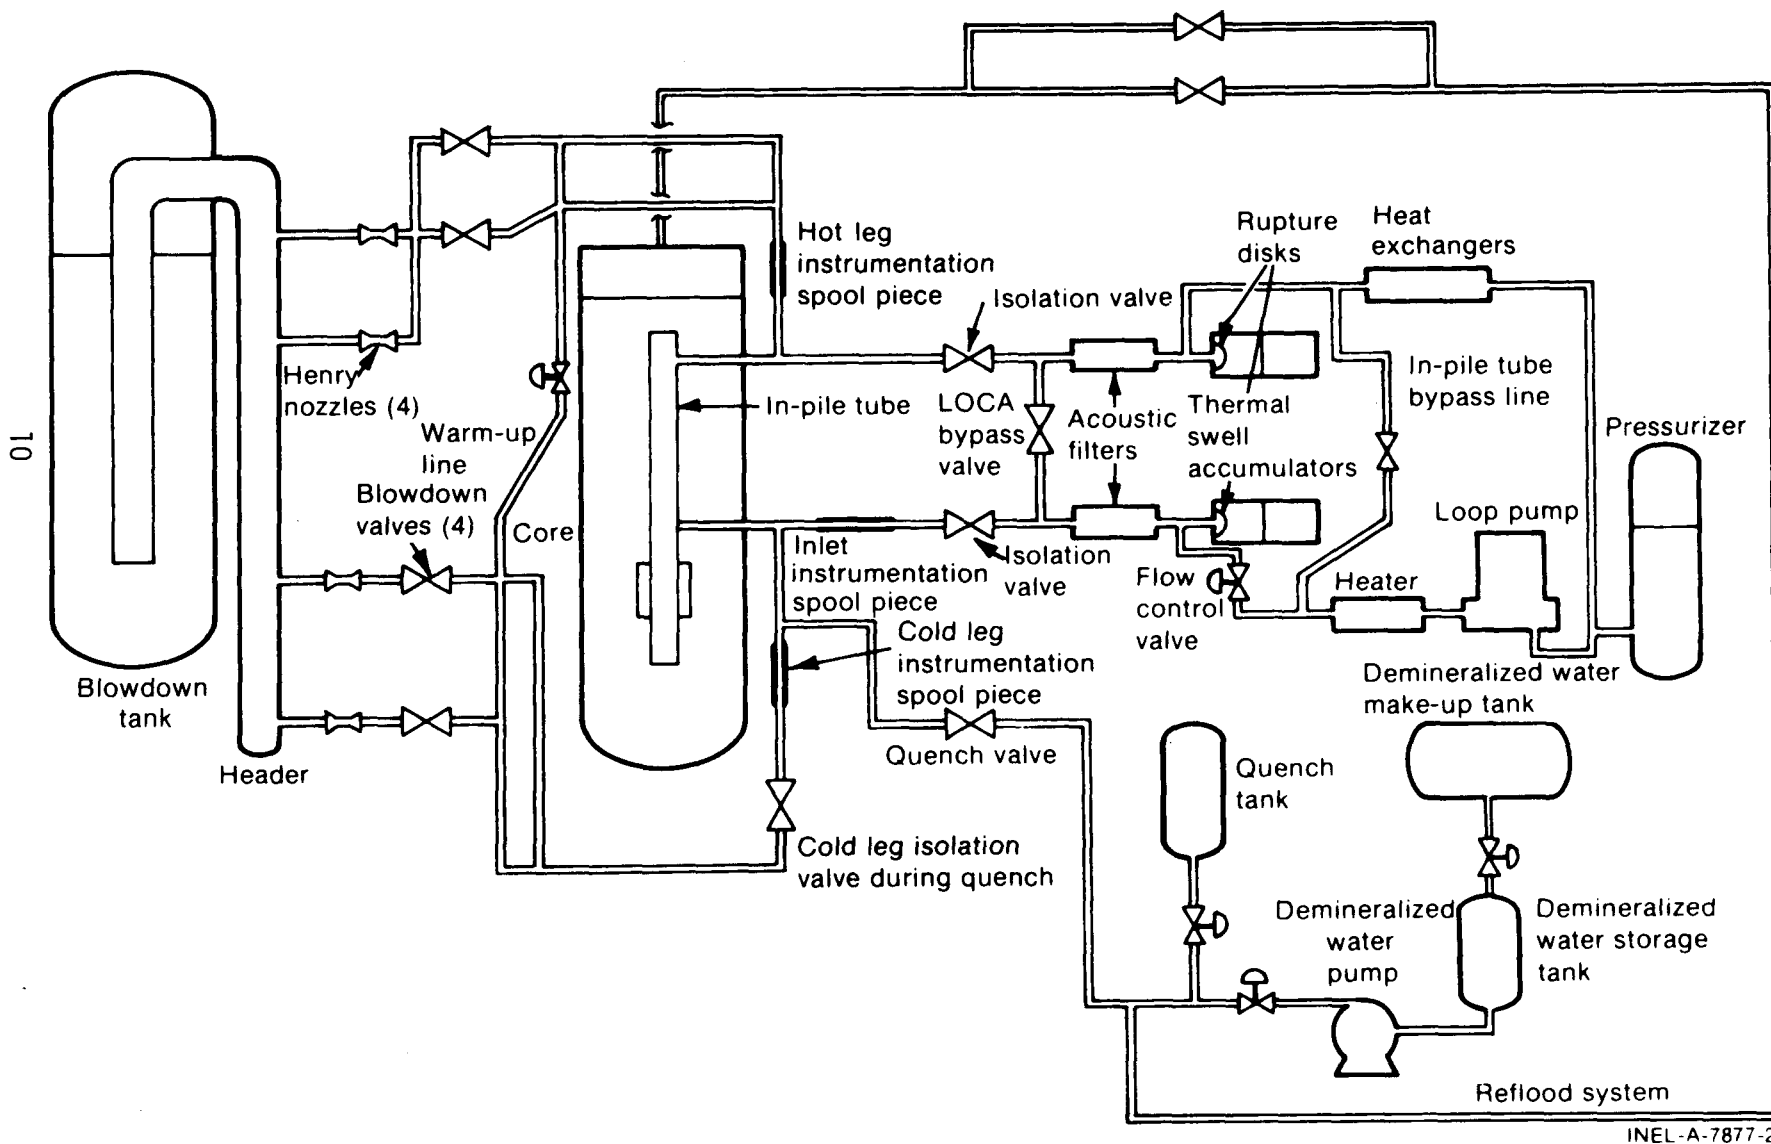 Hot leg
instrumentation
spool piece
Rupture
disks
Heat
exchangers
Isolation valve
Henry
nozzles (4)
In-pile tube
LOCA
bypass
valve
Acoustic
filters
Thermal
swell
accumulators
In-pile tube
bypass line
Pressurizer
10
Warm-up
line
Blowdown
valves (4)
Core
Inlet
instrumentation
spool piece
Isolation
valve
Flow
control
valve
Heater
Loop pump
Cold leg
instrumentation
spool piece
Blowdown
tank
Header
Quench valve
Demineralized water
make-up tank
Quench
tank
Cold leg isolation
valve during quench
Demineralized
water
pump
Demineralized
water storage
tank
Reflood system
INEL-A-7877-2